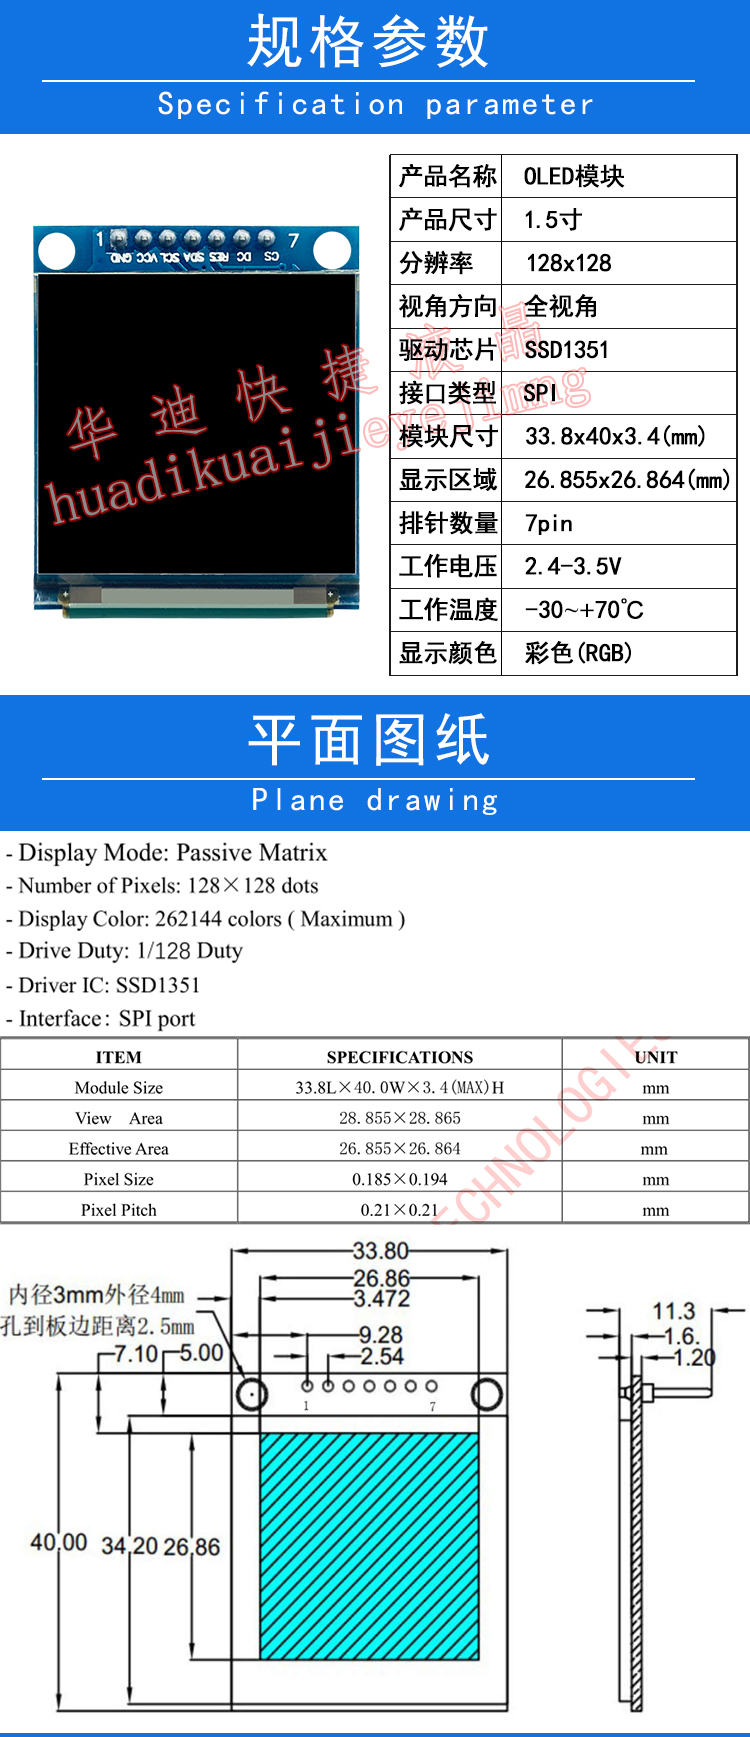 规格参数
Specification parameter
1 7
GND VCC SCL SDA RES DC CS
华迪快捷液晶
huadikuaijieyejimng
产品名称 OLED模块
产品尺寸 1.5寸
分辨率 128x128
视角方向 全视角
驱动芯片 SSD1351
接口类型 SPI
模块尺寸 33.8x40x3.4(mm)
显示区域 26.855x26.864(mm)
排针数量 7pin
工作电压 2.4-3.5V
工作温度 -30~+70℃
显示颜色 彩色(RGB)
平面图纸
Plane drawing
- Display Mode: Passive Matrix
- Number of Pixels: 128×128 dots
- Display Color: 262144 colors ( Maximum )
- Drive Duty: 1/128 Duty
- Driver IC: SSD1351
- Interface: SPI port
ITEM SPECIFICATIONS UNIT
Module Size 33.8L×40.0W×3.4(MAX)H mm
View Area 28.855×28.865 mm
Effective Area 26.855×26.864 mm
Pixel Size 0.185×0.194 mm
Pixel Pitch 0.21×0.21 mm
ECHNOLOGIES
33.80
26.86
3.472
内径3mm外径4mm
孔到板边距离2.5mm
9.28
2.54
7.10 5.00
11.3
1.6.
1.20
1 7
40.00 34.20 26.86